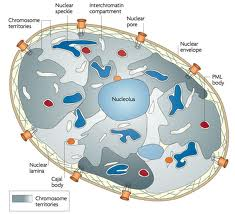 Chromosome
territories
Nuclear
speckle
Interchromatin
compartment
Nuclear
pore
Nuclear
envelope
PML
body
Nucleolus
Nuclear
lamina
Cajal
body
Chromosome
territories